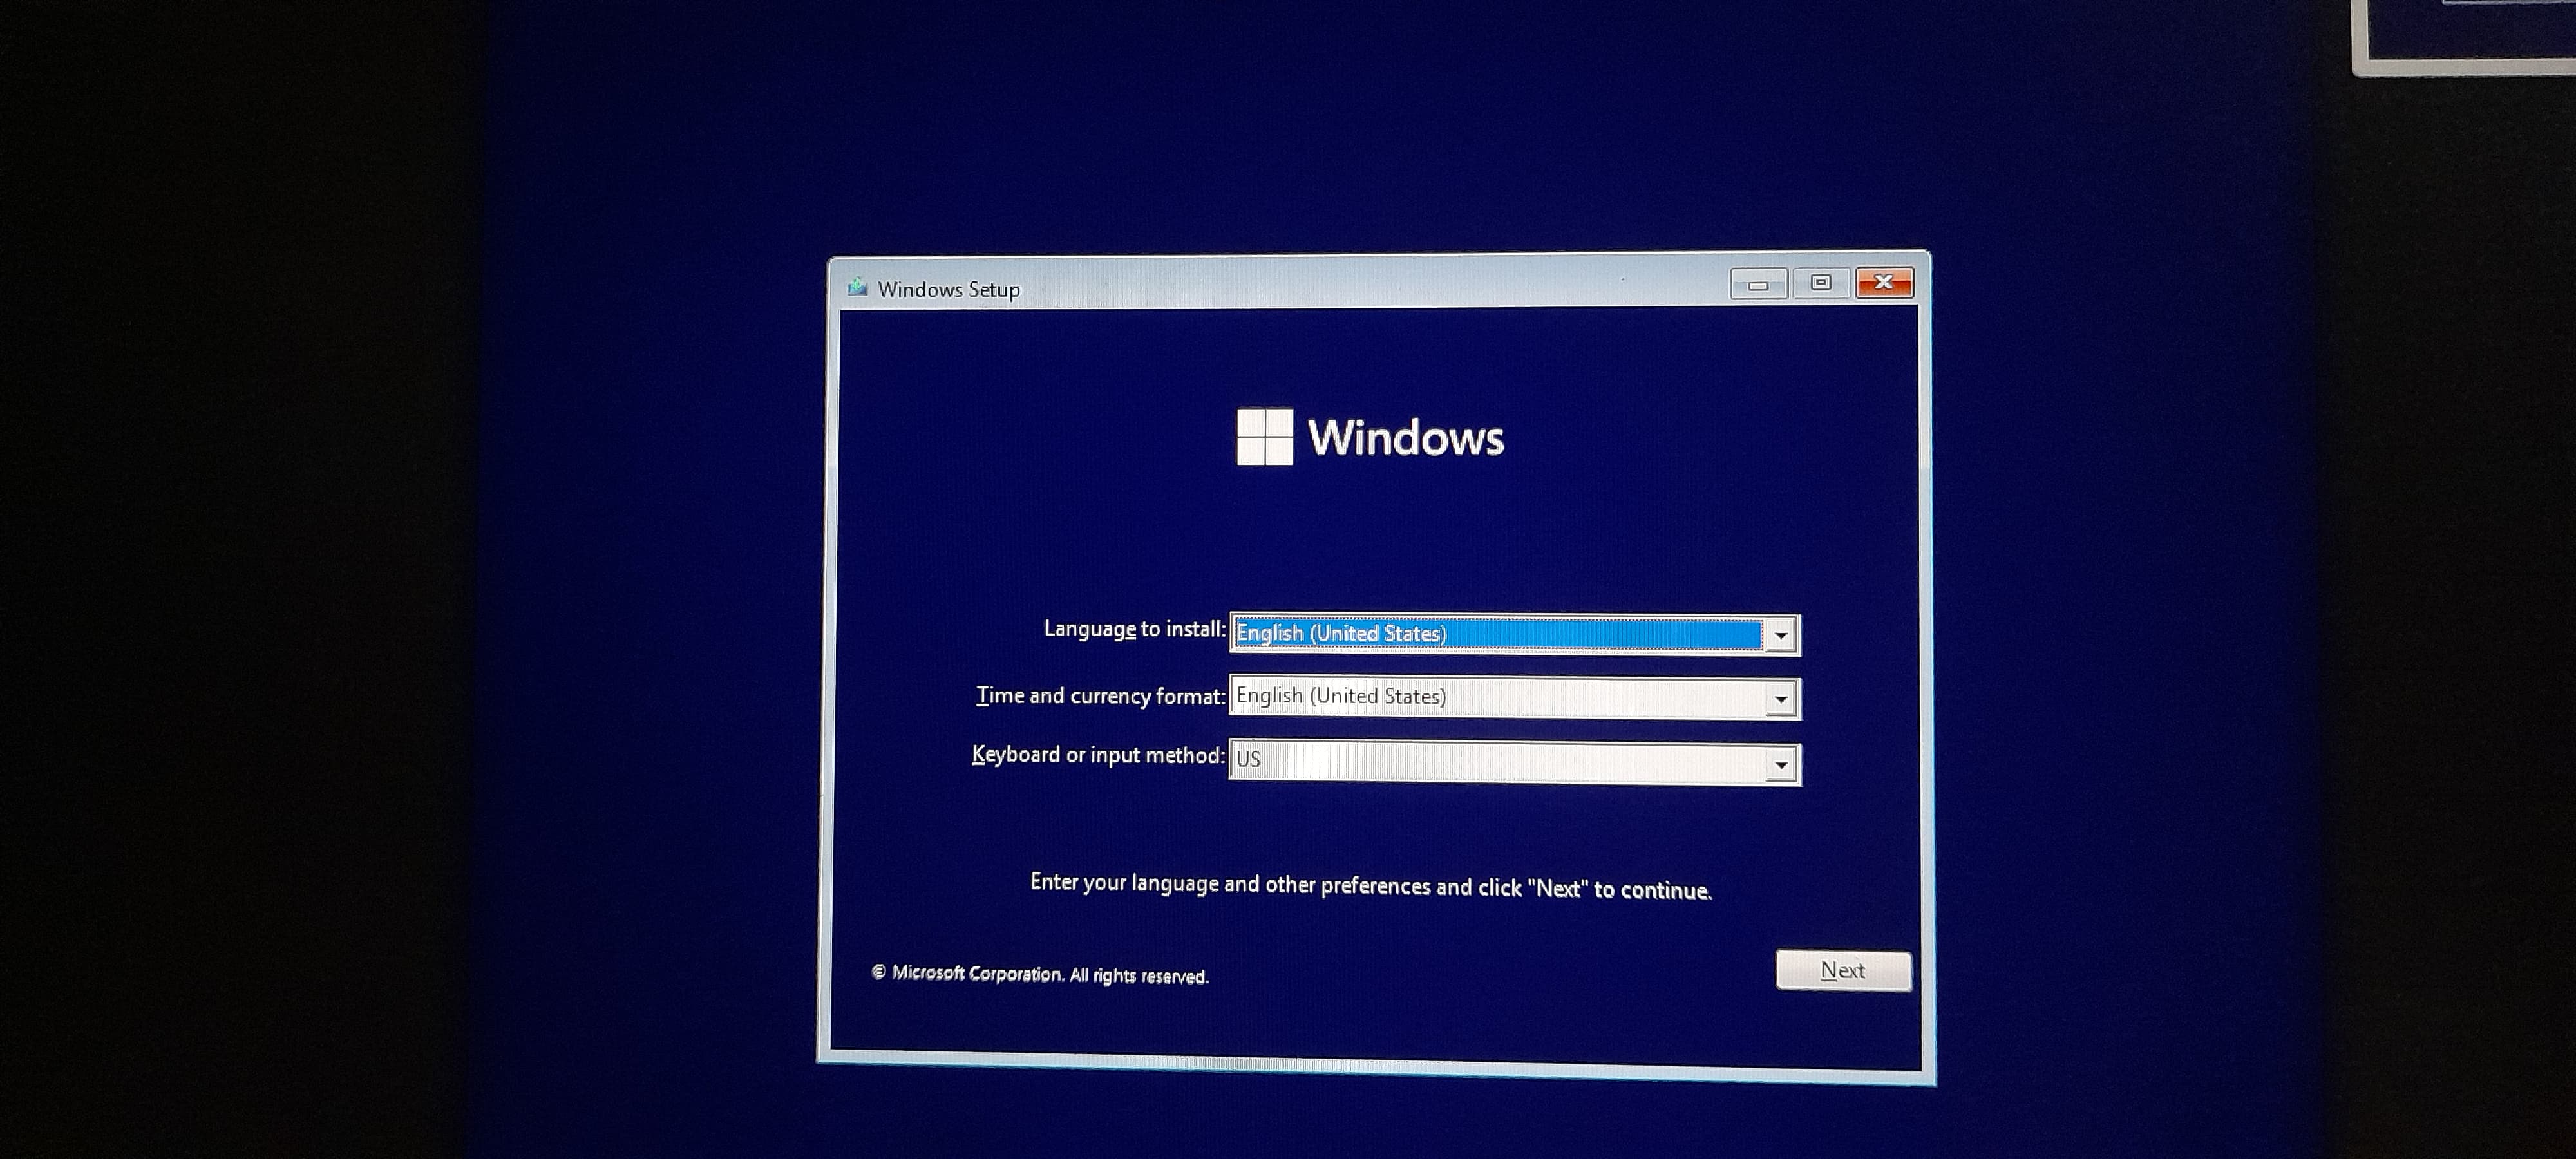 Windows Setup
Windows
Language to install: English (United States)
Time and currency format: English (United States)
Keyboard or input method: US
Enter your language and other preferences and click "Next" to continue.
© Microsoft Corporation. All rights reserved.
Next